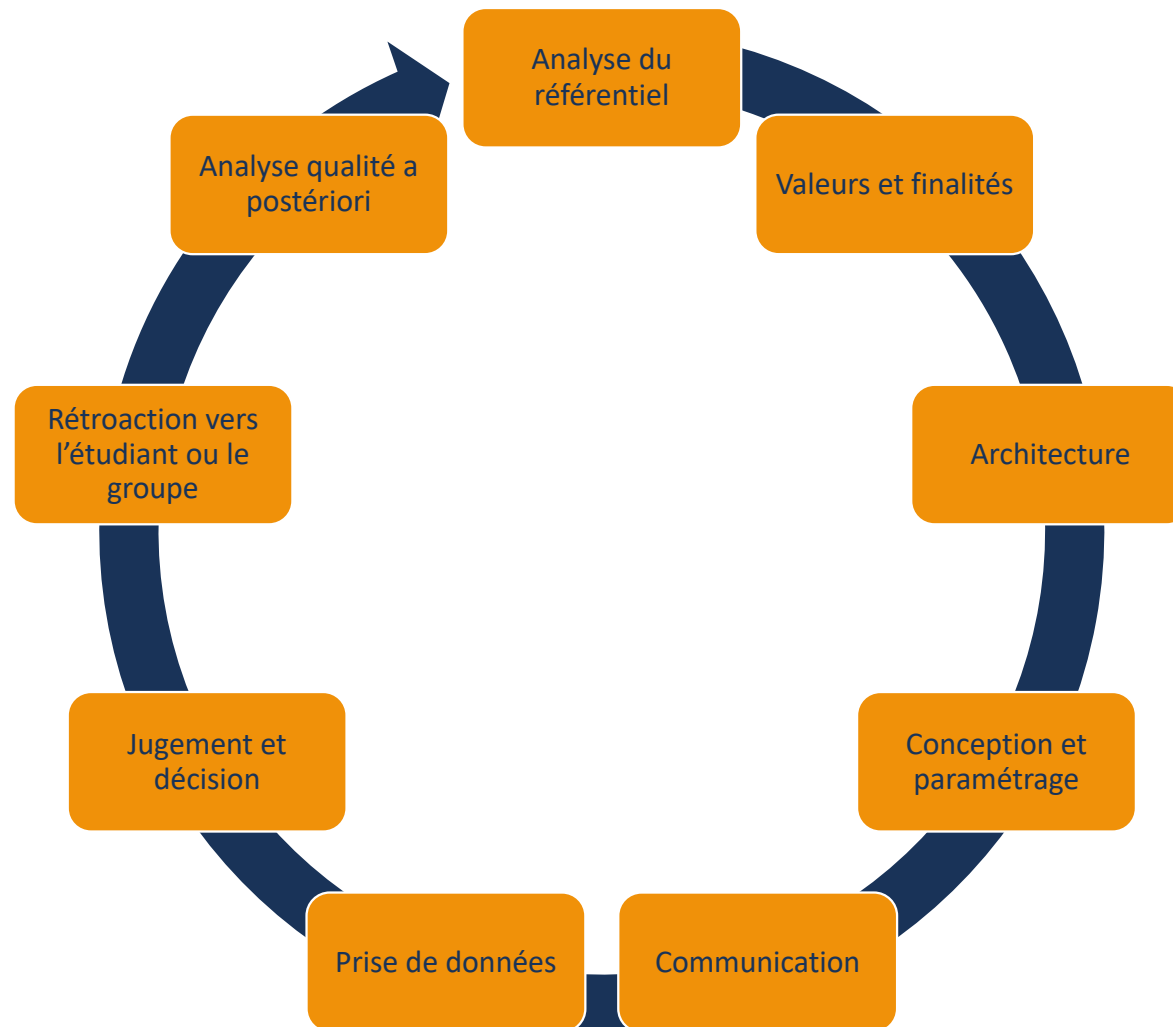 Analyse du
référentiel
Valeurs et finalités
Architecture
Conception et
paramétrage
Communication
Prise de données
Jugement et
décision
Rétroaction vers
l’étudiant ou le
groupe
Analyse qualité a
postériori